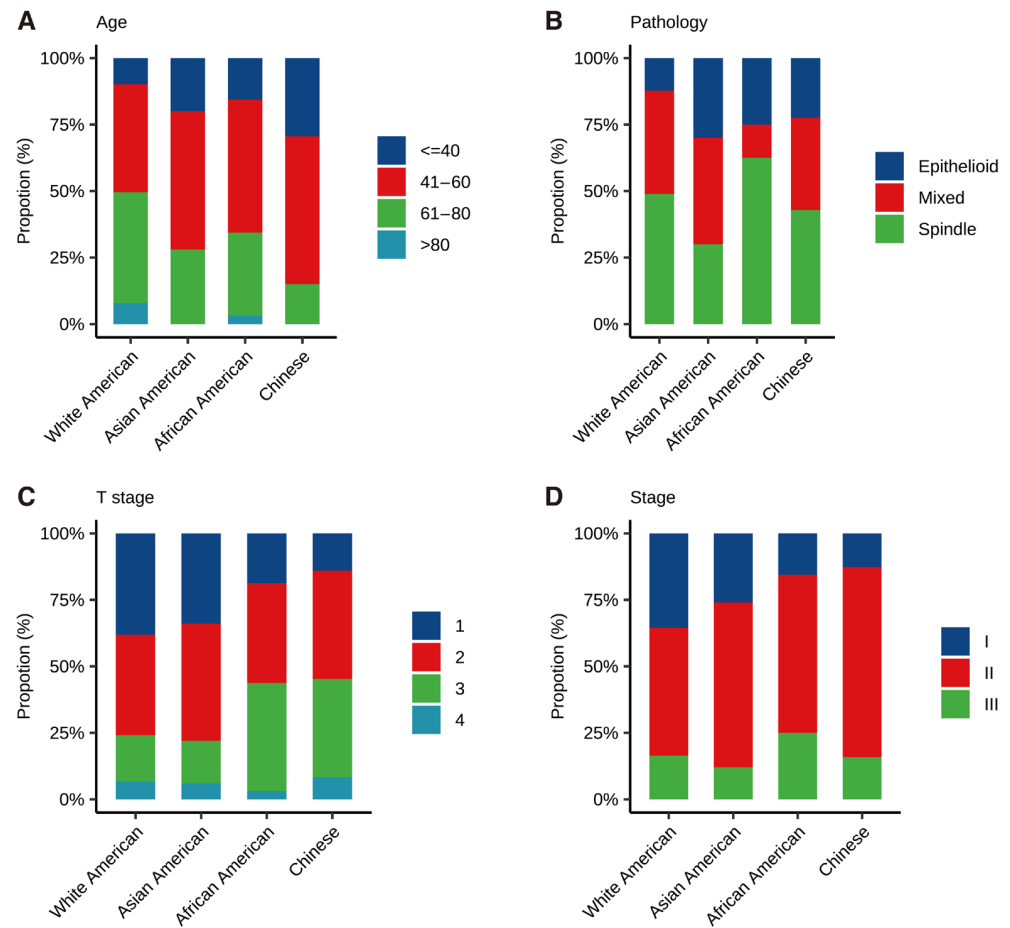 A Age
100%
75%
50%
25%
0%
Propotion (%)
White American
Asian American
African American
Chinese
<=40
41–60
61–80
>80
B Pathology
100%
75%
50%
25%
0%
Propotion (%)
White American
Asian American
African American
Chinese
Epithelioid
Mixed
Spindle
C T stage
100%
75%
50%
25%
0%
Propotion (%)
White American
Asian American
African American
Chinese
1
2
3
4
D Stage
100%
75%
50%
25%
0%
Propotion (%)
White American
Asian American
African American
Chinese
I
II
III